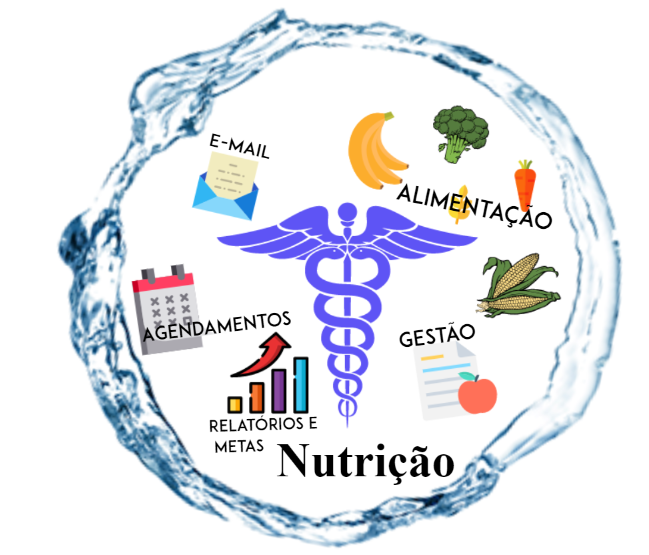 E-MAIL
ALIMENTAÇÃO
AGENDAMENTOS
GESTÃO
RELATÓRIOS E
METAS
Nutrição